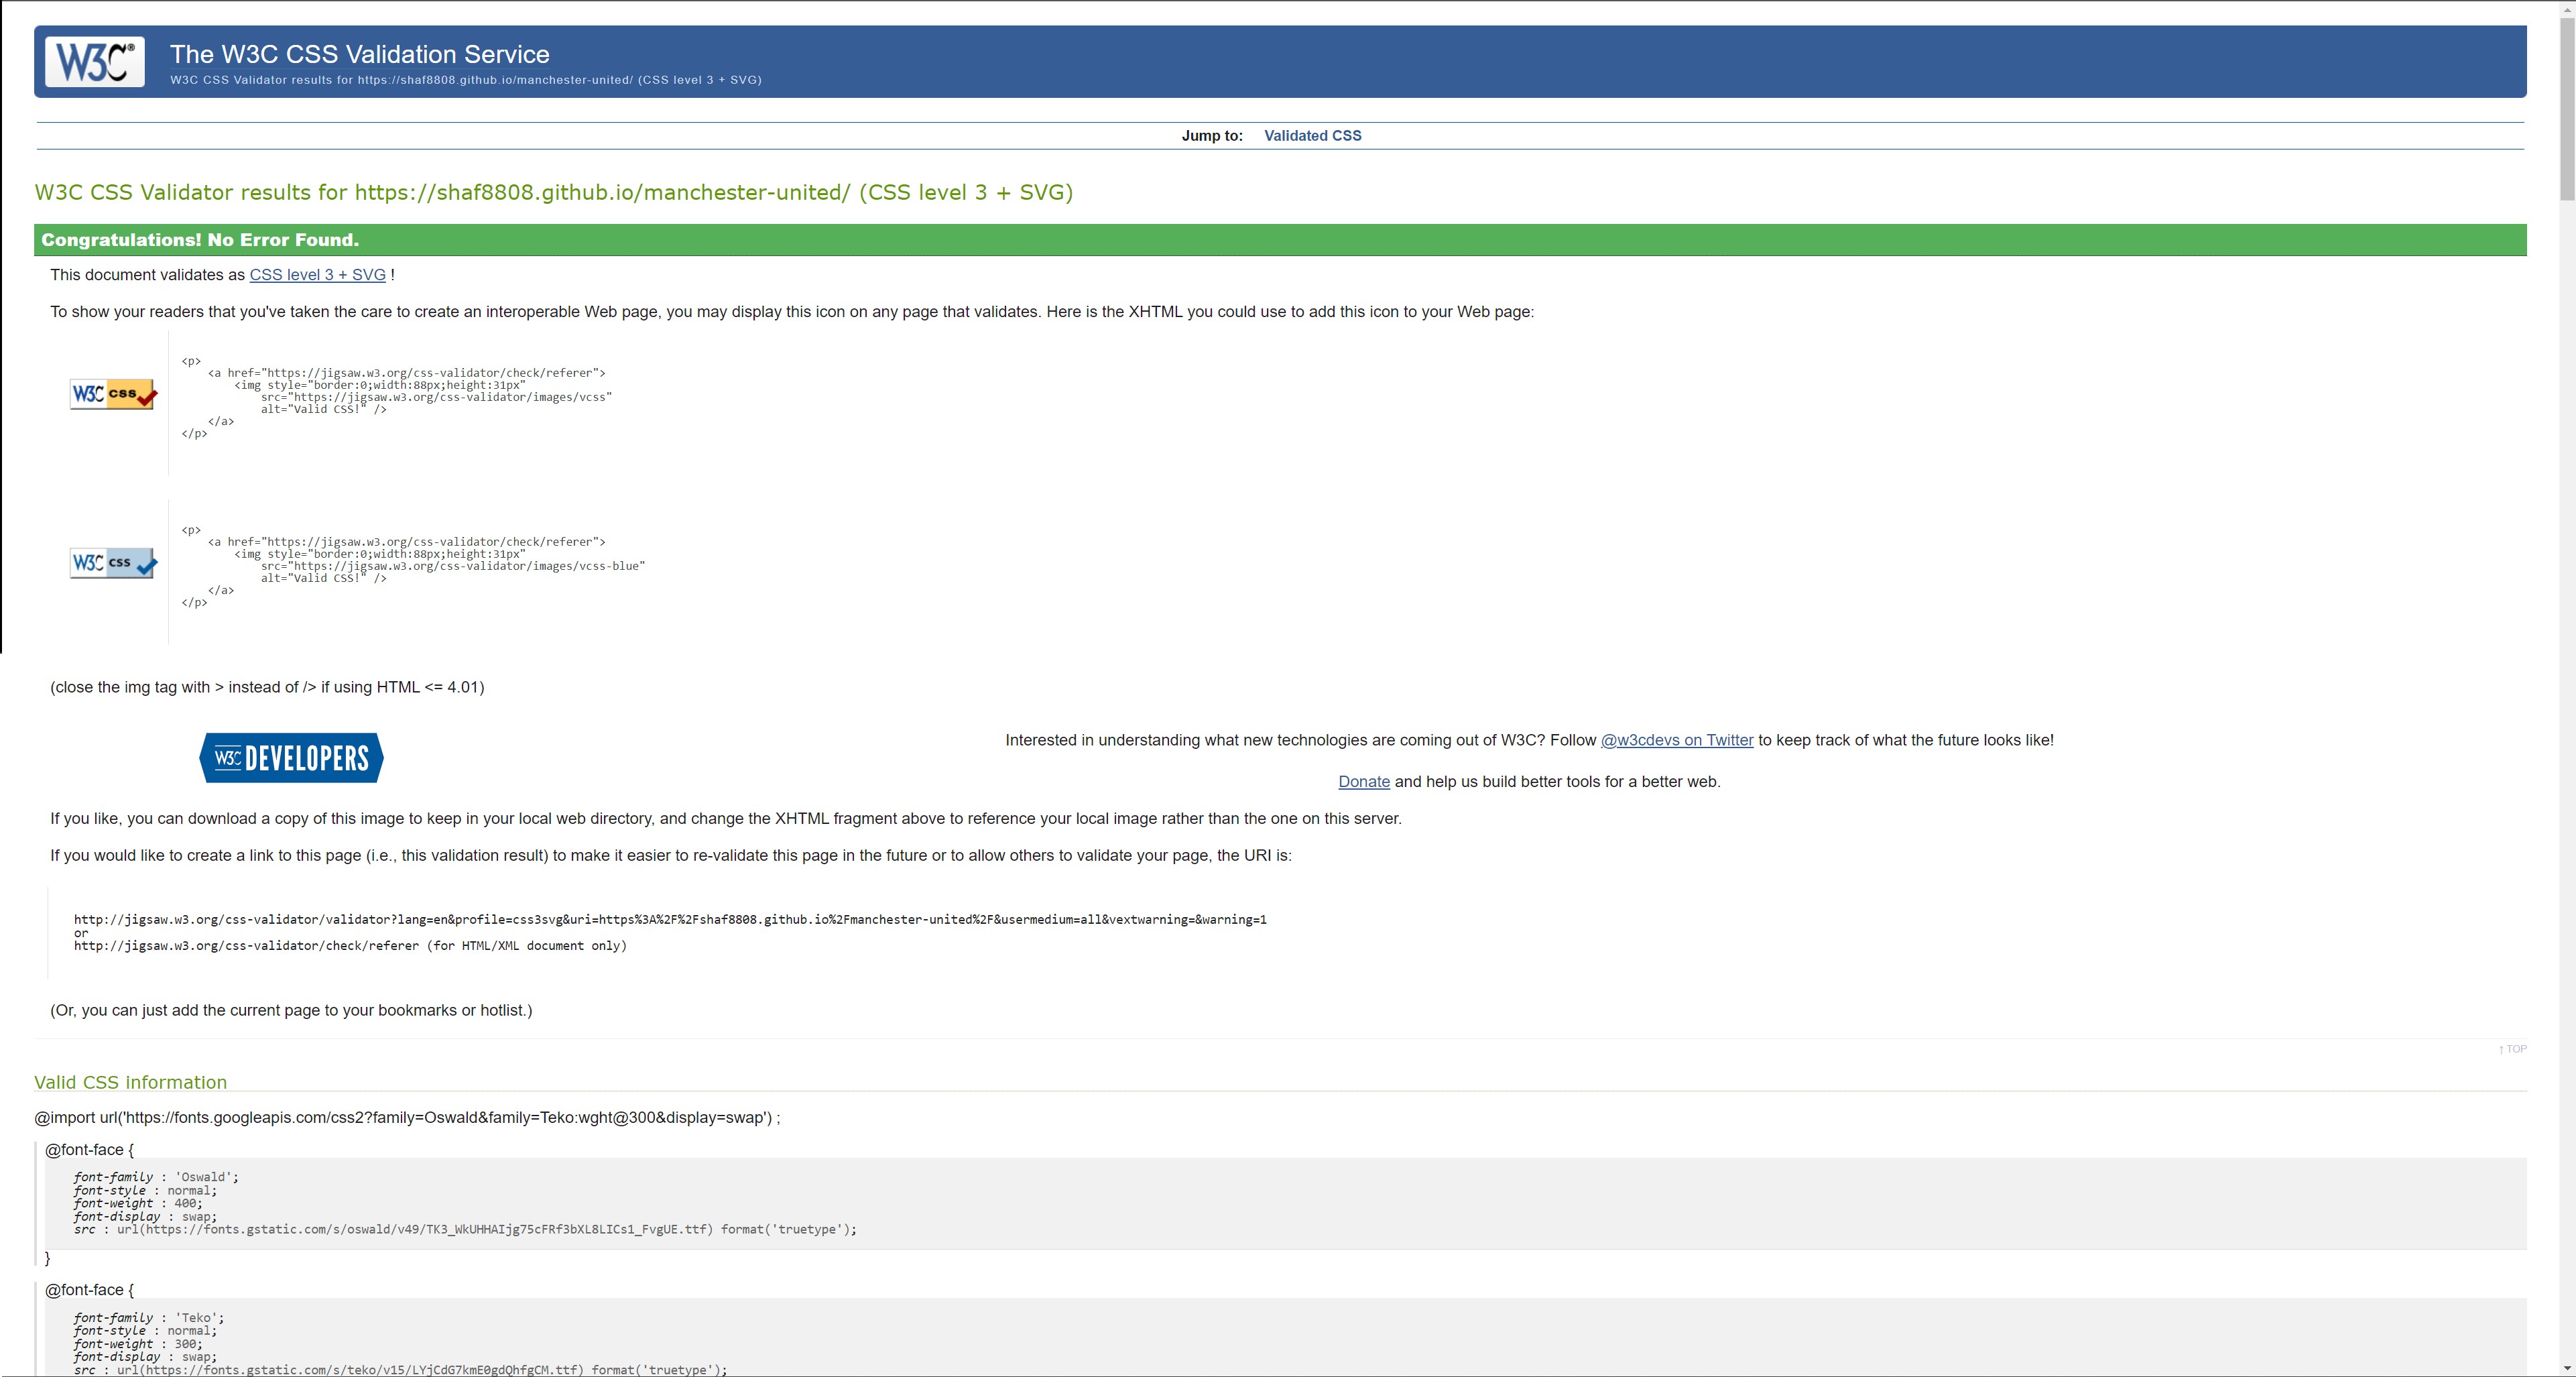 W3C®
The W3C CSS Validation Service
W3C CSS Validator results for https://shaf8808.github.io/manchester-united/ (CSS level 3 + SVG)
Jump to: Validated CSS
W3C CSS Validator results for https://shaf8808.github.io/manchester-united/ (CSS level 3 + SVG)
Congratulations! No Error Found.
This document validates as CSS level 3 + SVG !
To show your readers that you've taken the care to create an interoperable Web page, you may display this icon on any page that validates. Here is the XHTML you could use to add this icon to your Web page:
W3C css
<p>
<a href="https://jigsaw.w3.org/css-validator/check/referer">
<img style="border:0;width:88px;height:31px"
src="https://jigsaw.w3.org/css-validator/images/vcss"
alt="Valid CSS!" />
</a>
</p>
W3C css
<p>
<a href="https://jigsaw.w3.org/css-validator/check/referer">
<img style="border:0;width:88px;height:31px"
src="https://jigsaw.w3.org/css-validator/images/vcss-blue"
alt="Valid CSS!" />
</a>
</p>
(close the img tag with > instead of /> if using HTML <= 4.01)
W3C DEVELOPERS
Interested in understanding what new technologies are coming out of W3C? Follow @w3cdevs on Twitter to keep track of what the future looks like!
Donate and help us build better tools for a better web.
If you like, you can download a copy of this image to keep in your local web directory, and change the XHTML fragment above to reference your local image rather than the one on this server.
If you would like to create a link to this page (i.e., this validation result) to make it easier to re-validate this page in the future or to allow others to validate your page, the URI is:
http://jigsaw.w3.org/css-validator/validator?lang=en&profile=css3svg&uri=https%3A%2F%2Fshaf8808.github.io%2Fmanchester-united%2F&usermedium=all&vextwarning=&warning=1
or
http://jigsaw.w3.org/css-validator/check/referer (for HTML/XML document only)
(Or, you can just add the current page to your bookmarks or hotlist.)
↑ TOP
Valid CSS information
@import url('https://fonts.googleapis.com/css2?family=Oswald&family=Teko:wght@300&display=swap') ;
@font-face {
font-family : 'Oswald';
font-style : normal;
font-weight : 400;
font-display : swap;
src : url(https://fonts.gstatic.com/s/oswald/v49/TK3_WkUHHAIjg75cFRf3bXL8LICs1_FvgUE.ttf) format('truetype');
}
@font-face {
font-family : 'Teko';
font-style : normal;
font-weight : 300;
font-display : swap;
src : url(https://fonts.gstatic.com/s/teko/v15/LYjCdG7kmE0gdQhfgCM.ttf) format('truetype');